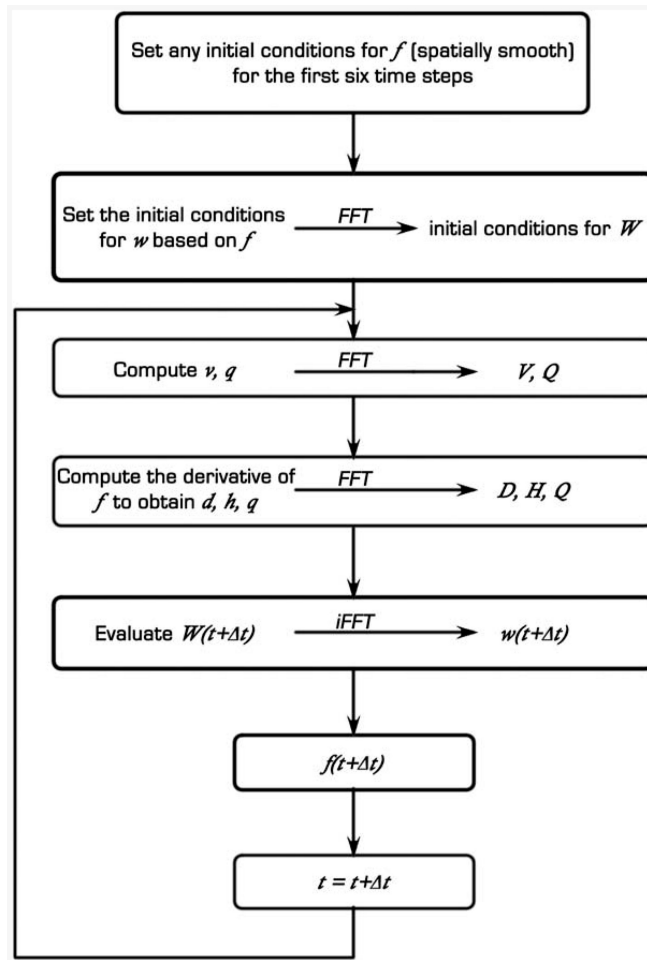 Set any initial conditions for f (spatially smooth)
for the first six time steps
Set the initial conditions
for w based on f
FFT
initial conditions for W
Compute v, q
FFT
V, Q
Compute the derivative of
f to obtain d, h, q
FFT
D, H, Q
Evaluate W(t+Δt)
iFFT
w(t+Δt)
f(t+Δt)
t = t+Δt